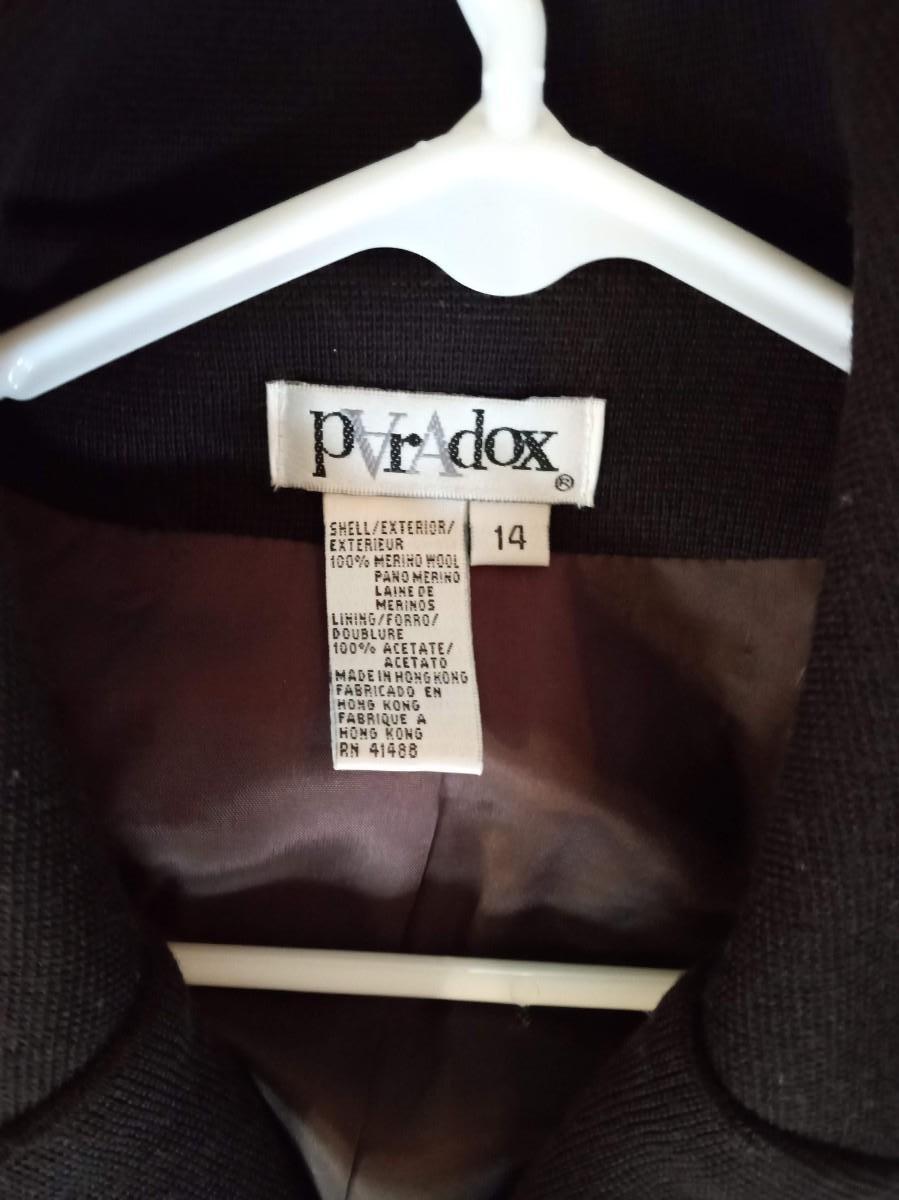 pArAdox
®
14
SHELL/EXTERIOR/
EXTERIEUR
100% MERINO WOOL
PANO MERINO
LAINE DE
MERINOS
LINING/FORRO/
DOUBLURE
100% ACETATE/
ACETATO
MADE IN HONG KONG
FABRICADO EN
HONG KONG
FABRIQUE A
HONG KONG
RN 41488